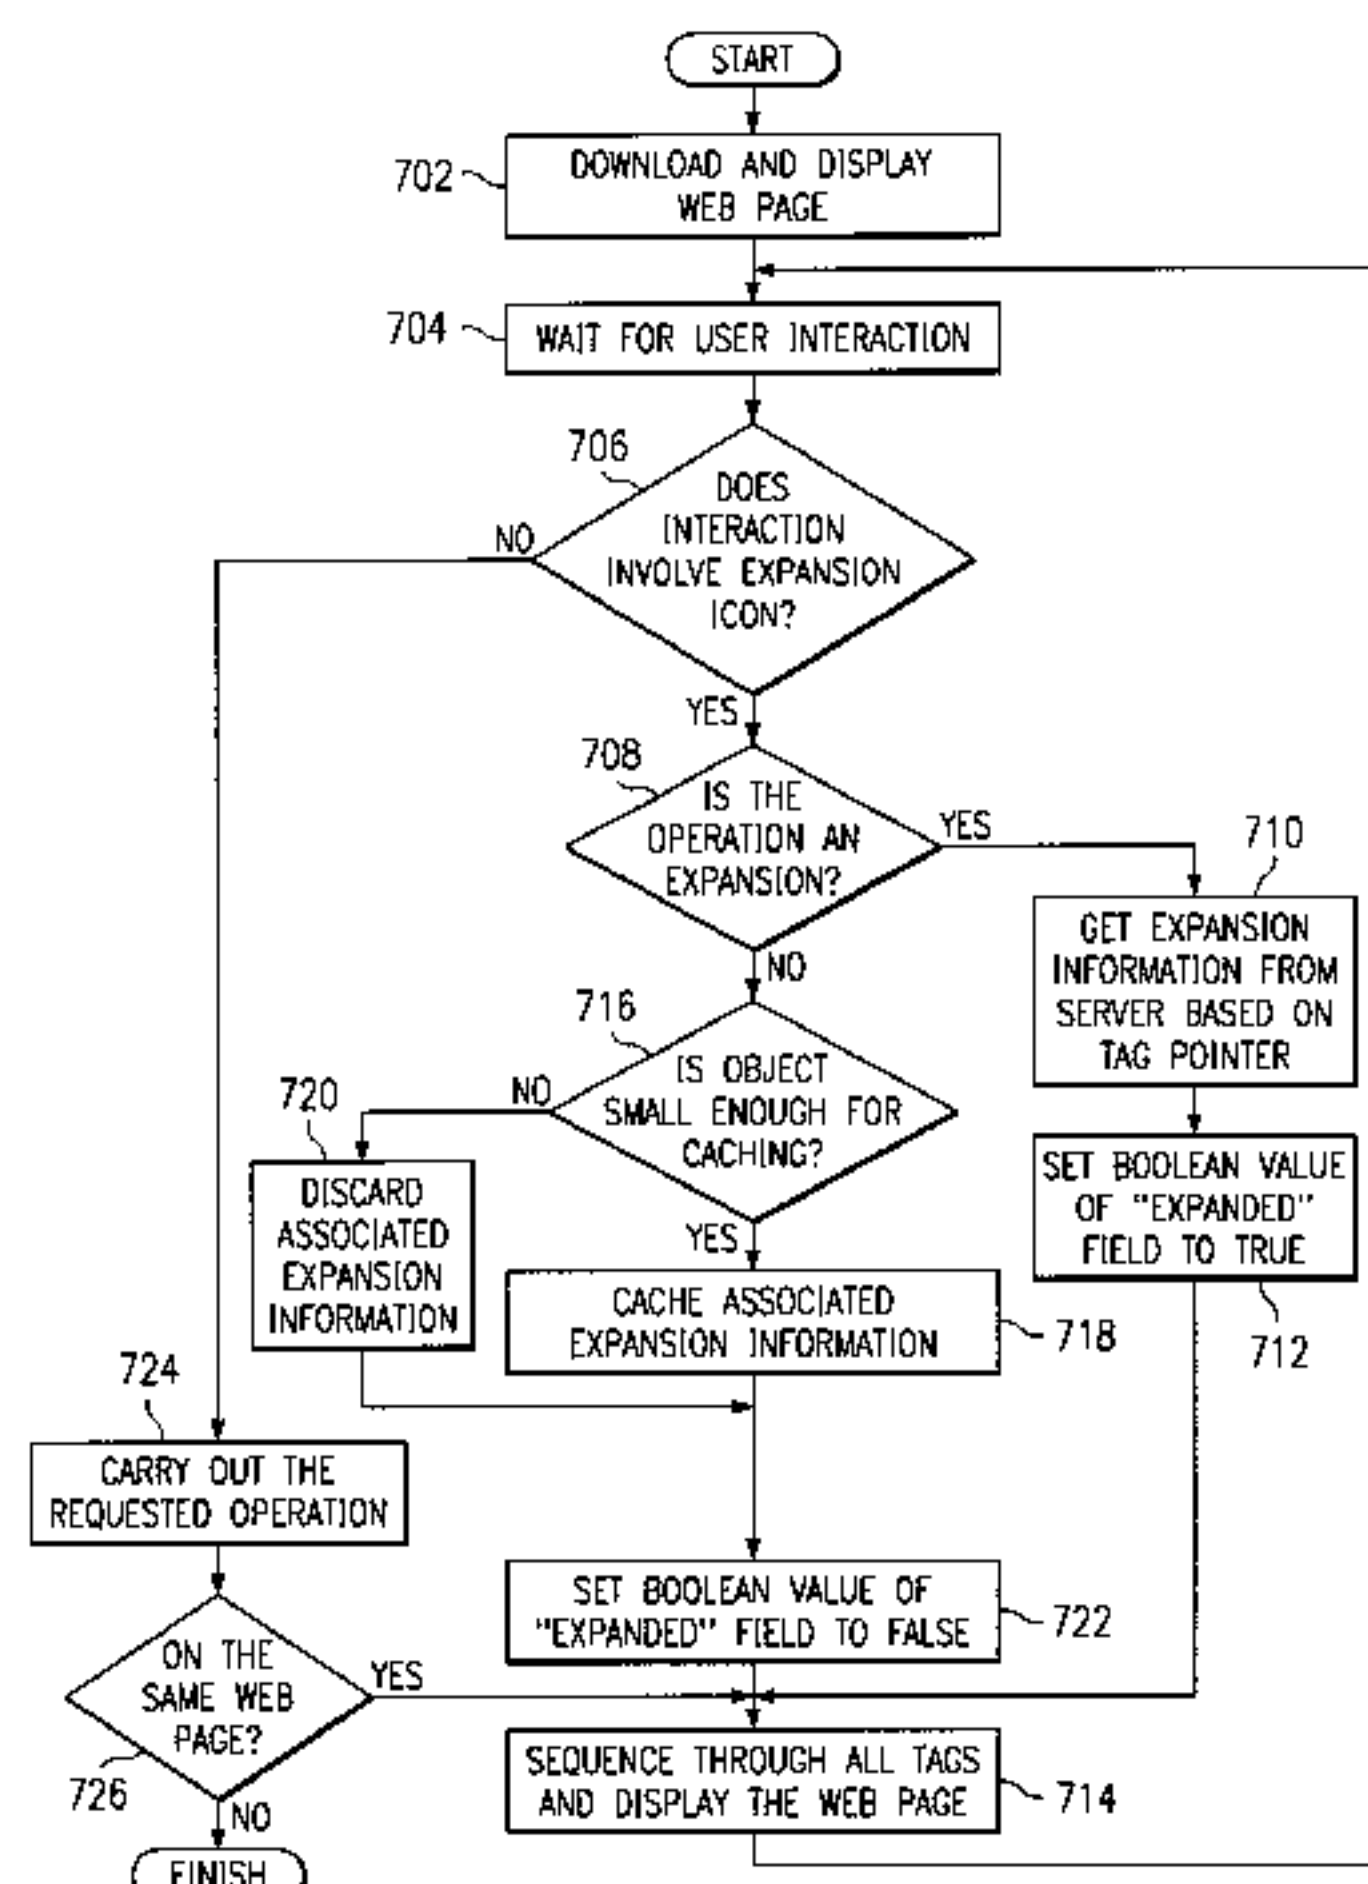 START
702
DOWNLOAD AND DISPLAY
WEB PAGE
704
WAIT FOR USER INTERACTION
706
DOES
INTERACTION
INVOLVE EXPANSION
ICON?
NO
YES
708
IS THE
OPERATION AN
EXPANSION?
YES
NO
710
GET EXPANSION
INFORMATION FROM
SERVER BASED ON
TAG POINTER
716
IS OBJECT
SMALL ENOUGH FOR
CACHING?
NO
YES
720
DISCARD
ASSOCIATED
EXPANSION
INFORMATION
SET BOOLEAN VALUE
OF "EXPANDED"
FIELD TO TRUE
712
CACHE ASSOCIATED
EXPANSION INFORMATION
718
724
CARRY OUT THE
REQUESTED OPERATION
SET BOOLEAN VALUE OF
"EXPANDED" FIELD TO FALSE
722
ON THE
SAME WEB
PAGE?
YES
726
NO
SEQUENCE THROUGH ALL TAGS
AND DISPLAY THE WEB PAGE
714
FINISH